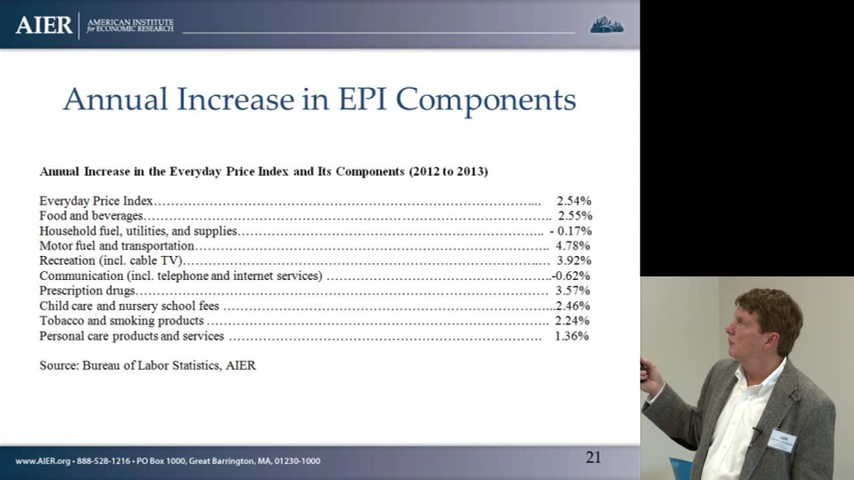 AIER
AMERICAN INSTITUTE
for ECONOMIC RESEARCH
Annual Increase in EPI Components
Annual Increase in the Everyday Price Index and Its Components (2012 to 2013)
Everyday Price Index………………………………………………………………….... 2.54%
Food and beverages……………………………………………………………………. 2.55%
Household fuel, utilities, and supplies…………………………………………….. - 0.17%
Motor fuel and transportation………………………………………………………... 4.78%
Recreation (incl. cable TV)………………………………………………………….… 3.92%
Communication (incl. telephone and internet services) ………………………………..-0.62%
Prescription drugs……………………………………………………………………. 3.57%
Child care and nursery school fees …………………………………………………..2.46%
Tobacco and smoking products ……………………………………………………. 2.24%
Personal care products and services ………………………………………………. 1.36%
Source: Bureau of Labor Statistics, AIER
www.AIER.org • 888-528-1216 • PO Box 1000, Great Barrington, MA, 01230-1000
21